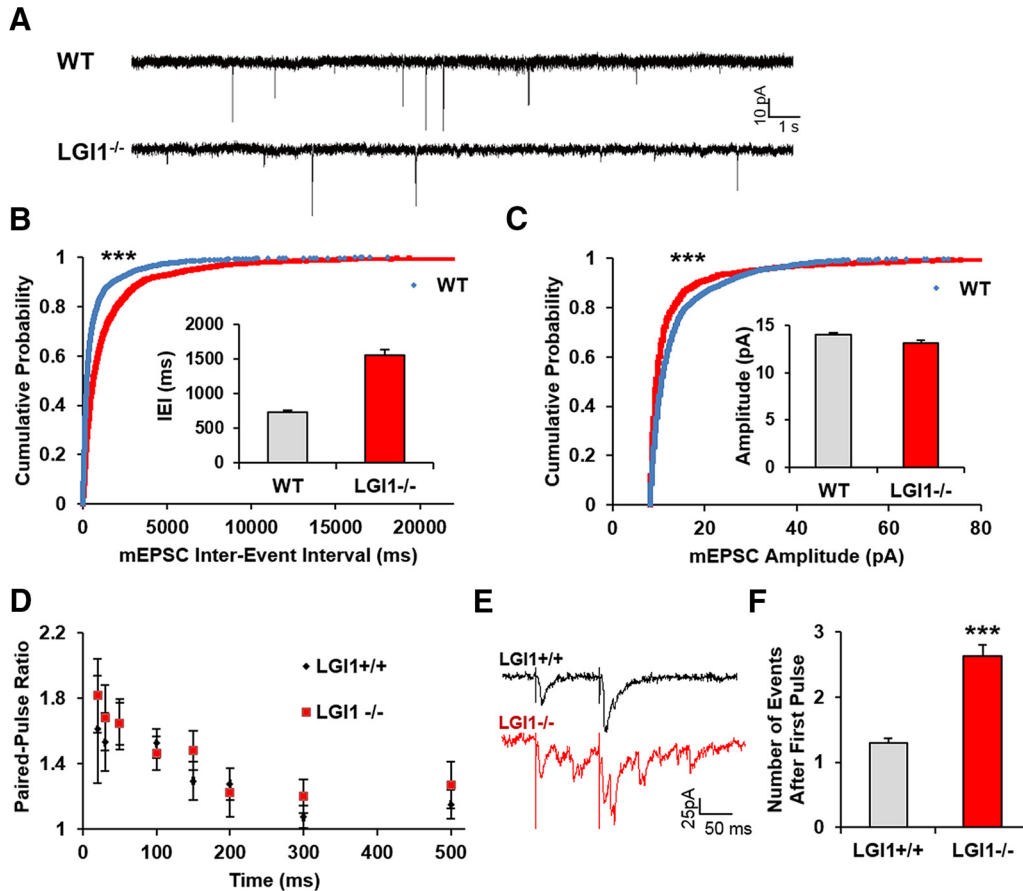 A
WT
10 pA
1 s
LGI1-/-
B
Cumulative Probability
1
0.8
0.6
0.4
0.2
0
***
WT
IEI (ms)
2000
1500
1000
500
0
WT LGI1-/-
0 5000 10000 15000 20000
mEPSC Inter-Event Interval (ms)
C
Cumulative Probability
1
0.8
0.6
0.4
0.2
0
***
WT
Amplitude (pA)
15
10
5
0
WT LGI1-/-
0 20 40 60 80
mEPSC Amplitude (pA)
D
Paired-Pulse Ratio
2.2
1.8
1.4
1
LGI1+/+
LGI1 -/-
0 100 200 300 400 500
Time (ms)
E
LGI1+/+
LGI1-/-
25pA
50 ms
F
Number of Events
After First Pulse
3
2
1
0
***
LGI1+/+ LGI1-/-